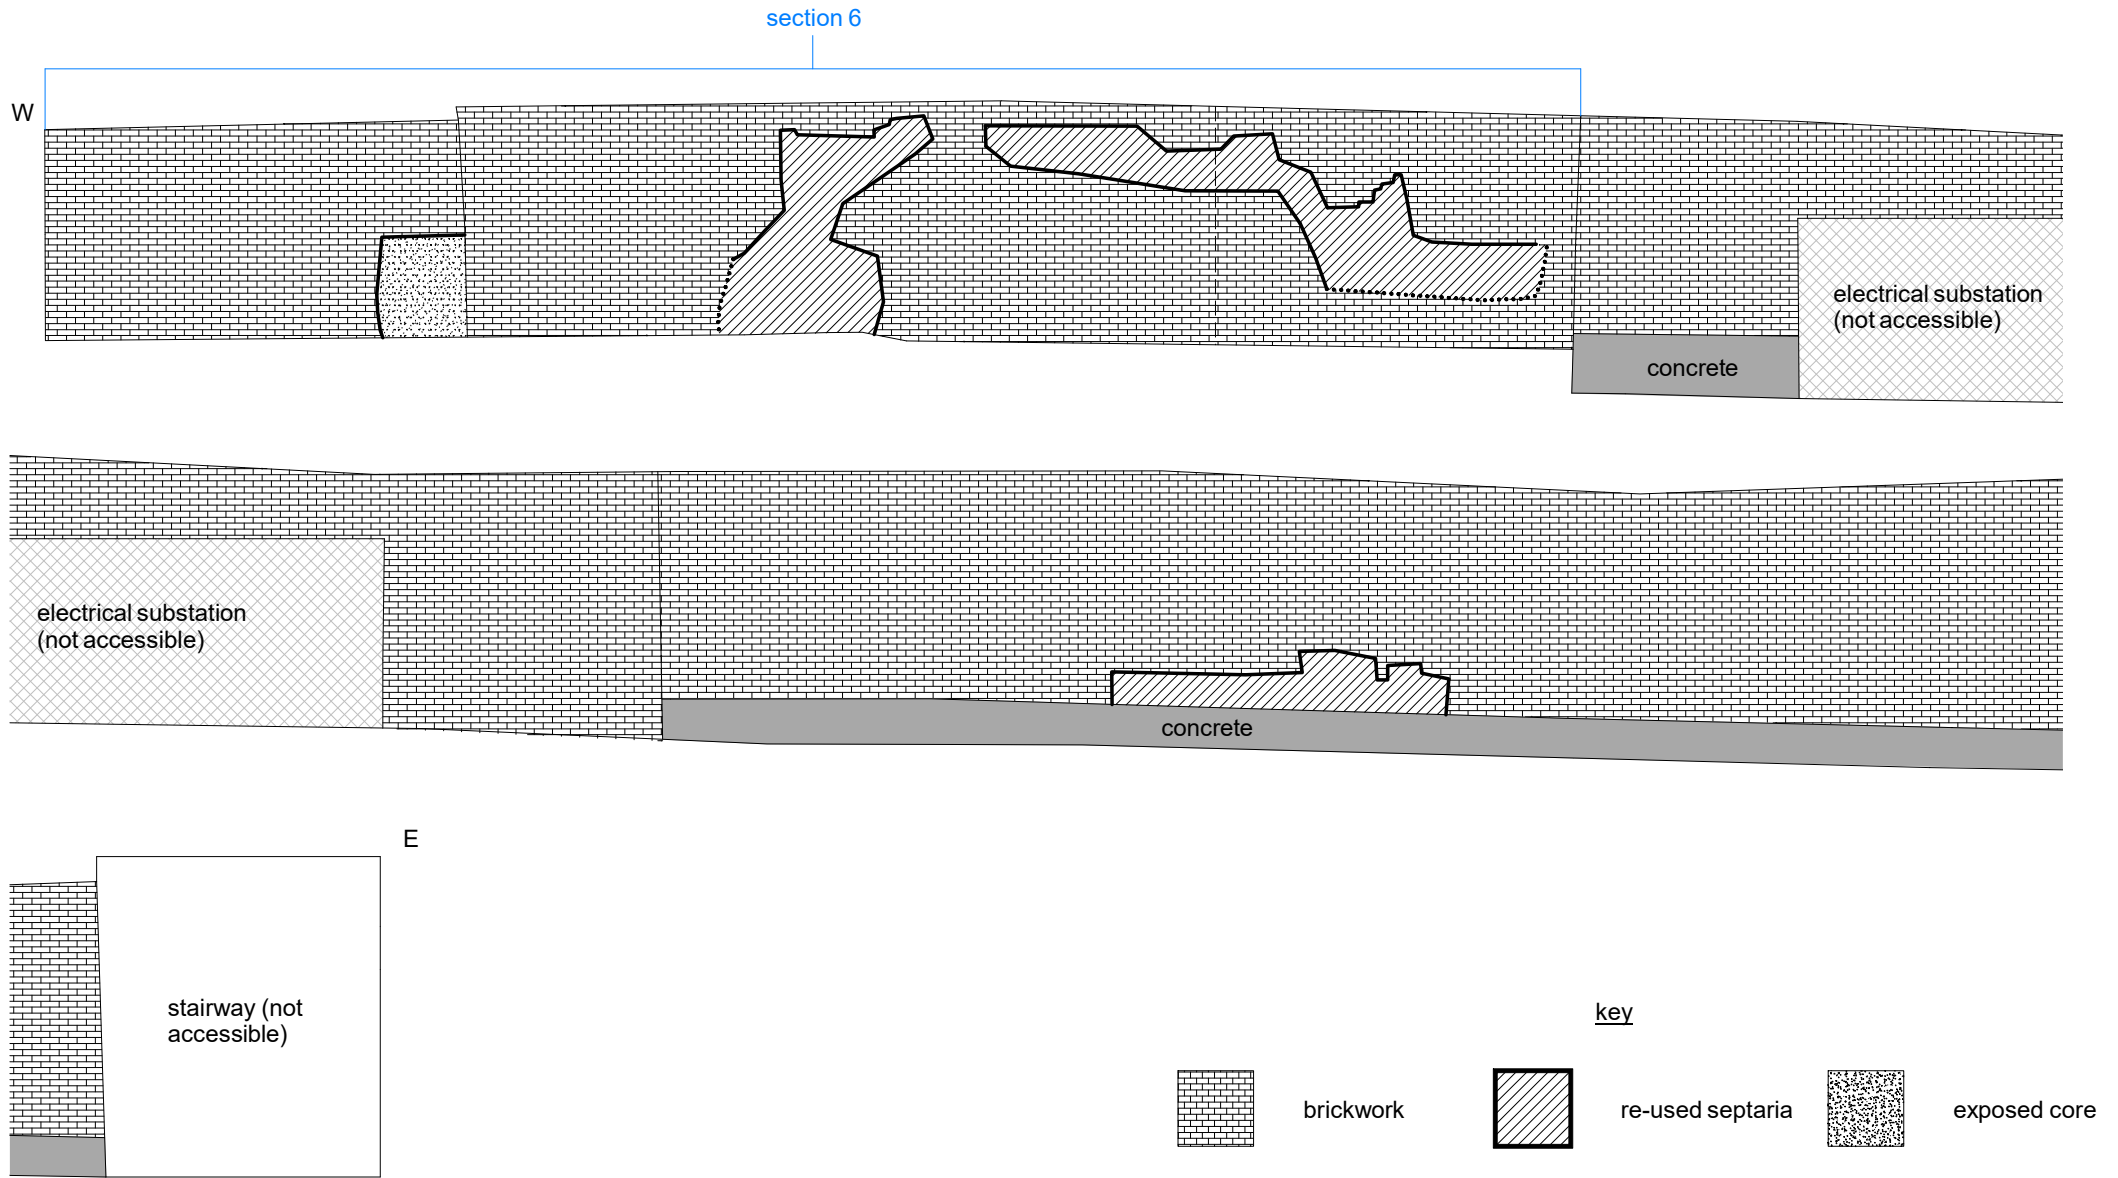 section 6
W
electrical substation
(not accessible)
concrete
electrical substation
(not accessible)
concrete
E
stairway (not
accessible)
key
brickwork
re-used septaria
exposed core